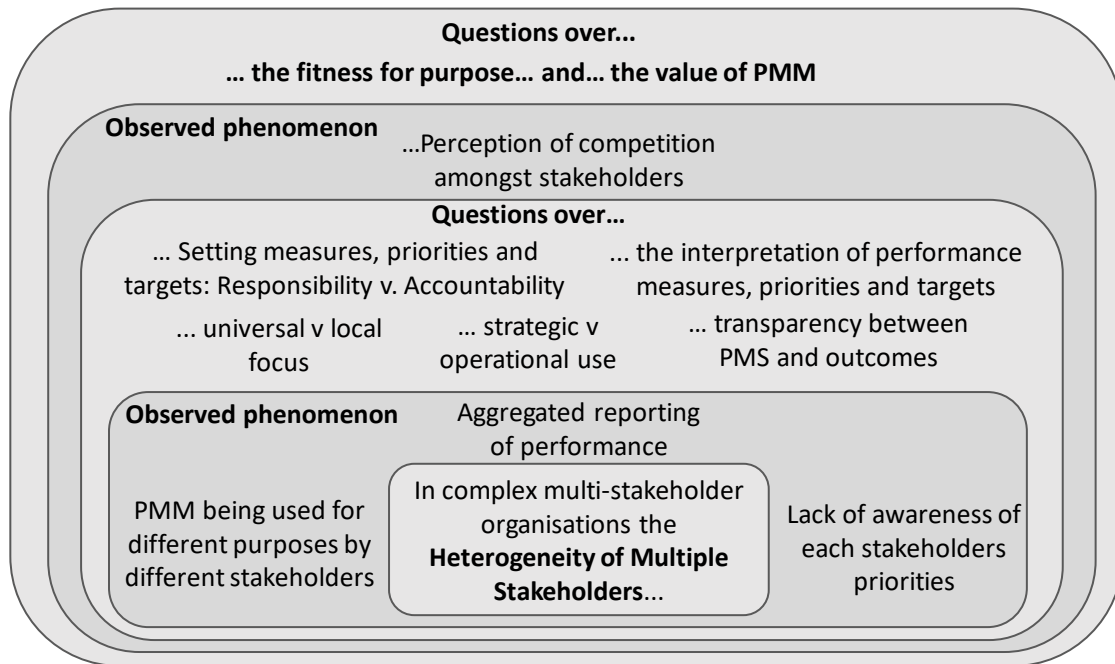 Questions over...
… the fitness for purpose… and… the value of PMM
Observed phenomenon
…Perception of competition
amongst stakeholders
Questions over…
… Setting measures, priorities and
targets: Responsibility v. Accountability
... the interpretation of performance
measures, priorities and targets
... universal v local
focus
… strategic v
operational use
… transparency between
PMS and outcomes
Observed phenomenon
Aggregated reporting
of performance
PMM being used for
different purposes by
different stakeholders
In complex multi-stakeholder
organisations the
Heterogeneity of Multiple
Stakeholders...
Lack of awareness of
each stakeholders
priorities